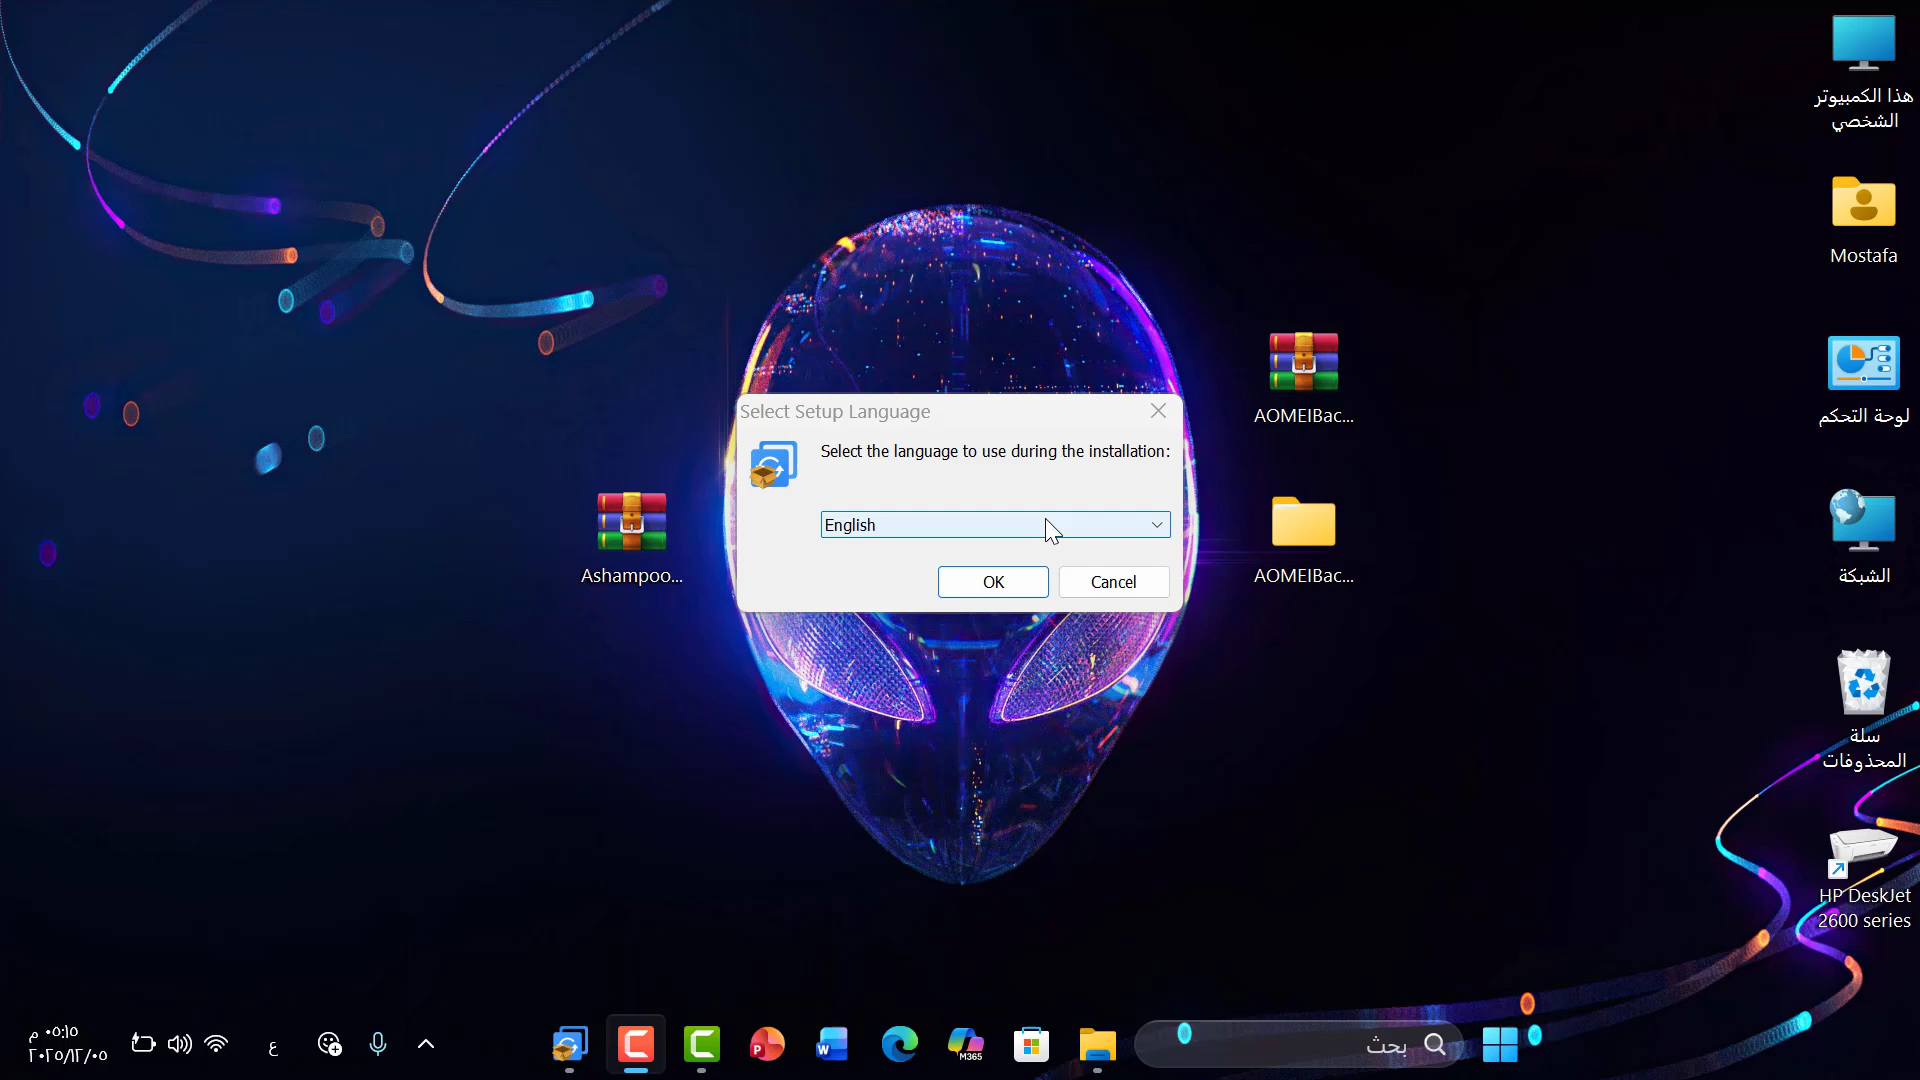 هذا الكمبيوتر
الشخصي
Mostafa
AOMEIBac...
لوحة التحكم
Select Setup Language
Select the language to use during the installation:
English
OK
Cancel
Ashampoo...
AOMEIBac...
الشبكة
سلة
المحذوفات
HP DeskJet
2600 series
٠٥:١٥ م
٢٠٢٥/١٢/٠٥
ع
P
W
M365
بحث